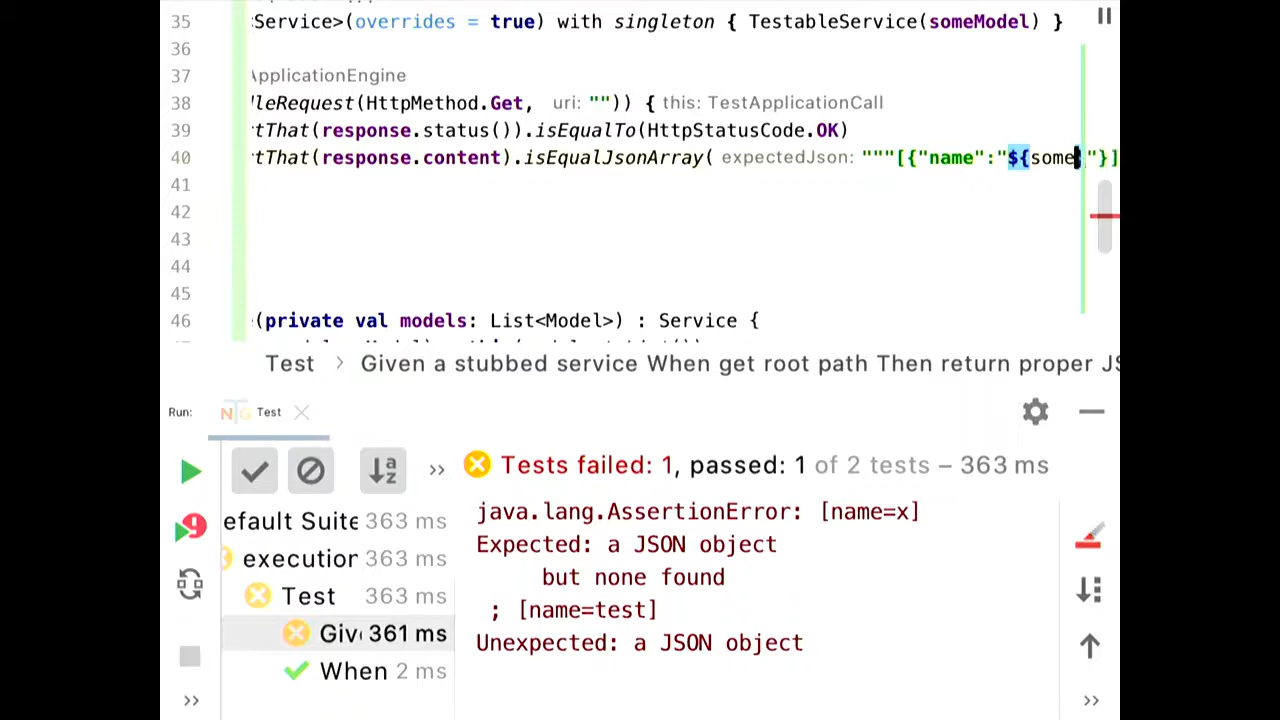 35 Service>(overrides = true) with singleton { TestableService(someModel) }
36
37 ApplicationEngine
38 leRequest(HttpMethod.Get, uri: "")) { this: TestApplicationCall
39 tThat(response.status()).isEqualTo(HttpStatusCode.OK)
40 tThat(response.content).isEqualJsonArray( expectedJson: """[{"name":"${some}"}]
41
42
43
44
45
46 (private val models: List<Model>) : Service {
Test > Given a stubbed service When get root path Then return proper JS
Run: NTG Test
>> Tests failed: 1, passed: 1 of 2 tests – 363 ms
efault Suite 363 ms
execution 363 ms
Test 363 ms
Giv 361 ms
When 2 ms
java.lang.AssertionError: [name=x]
Expected: a JSON object
but none found
; [name=test]
Unexpected: a JSON object
>>
>>